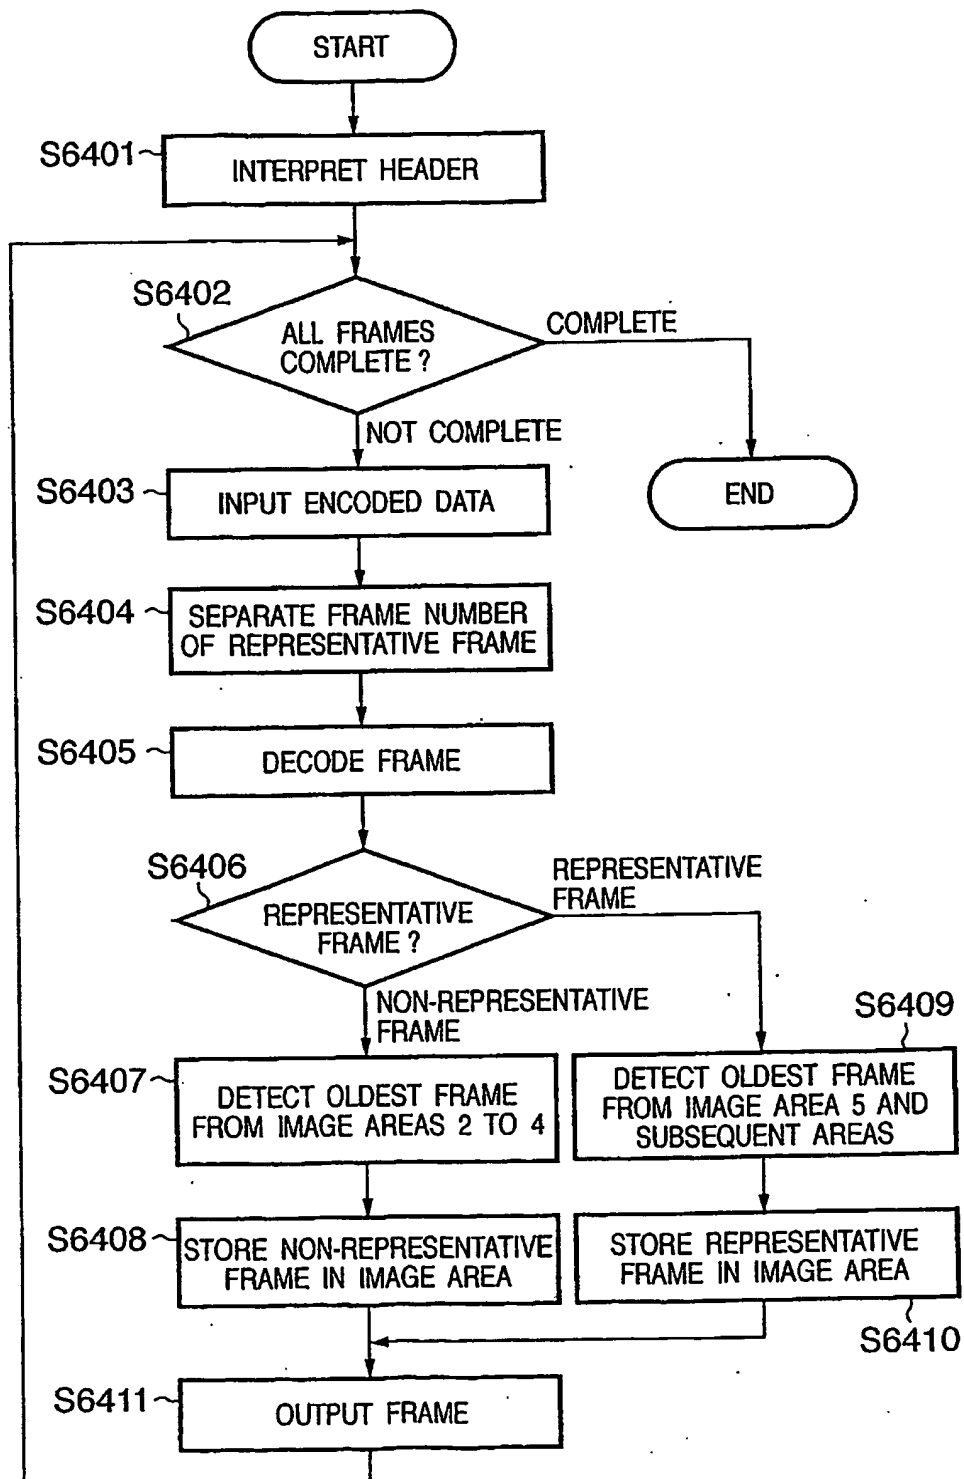 START
S6401
INTERPRET HEADER
S6402
ALL FRAMES
COMPLETE ?
COMPLETE
NOT COMPLETE
S6403
INPUT ENCODED DATA
END
S6404
SEPARATE FRAME NUMBER
OF REPRESENTATIVE FRAME
S6405
DECODE FRAME
S6406
REPRESENTATIVE
FRAME ?
REPRESENTATIVE
FRAME
NON-REPRESENTATIVE
FRAME
S6407
DETECT OLDEST FRAME
FROM IMAGE AREAS 2 TO 4
S6409
DETECT OLDEST FRAME
FROM IMAGE AREA 5 AND
SUBSEQUENT AREAS
S6408
STORE NON-REPRESENTATIVE
FRAME IN IMAGE AREA
STORE REPRESENTATIVE
FRAME IN IMAGE AREA
S6410
S6411
OUTPUT FRAME